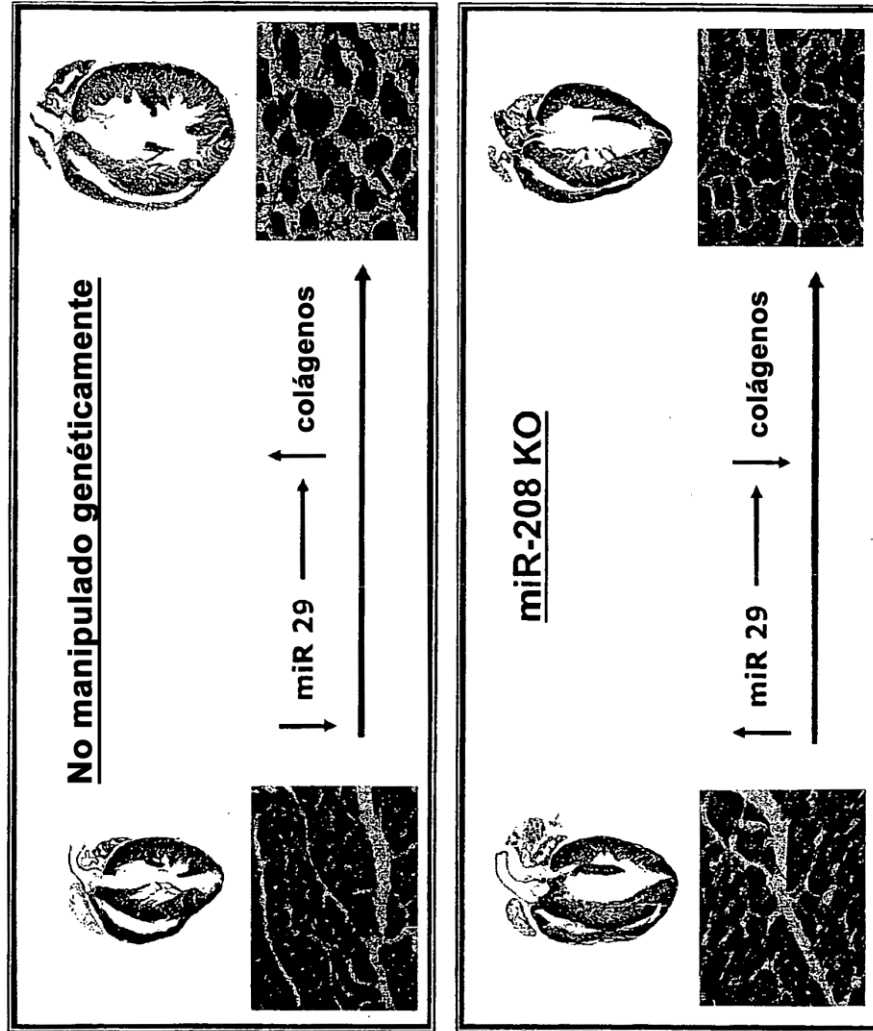 No manipulado genéticamente
miR 29
colágenos
miR-208 KO
miR 29
colágenos